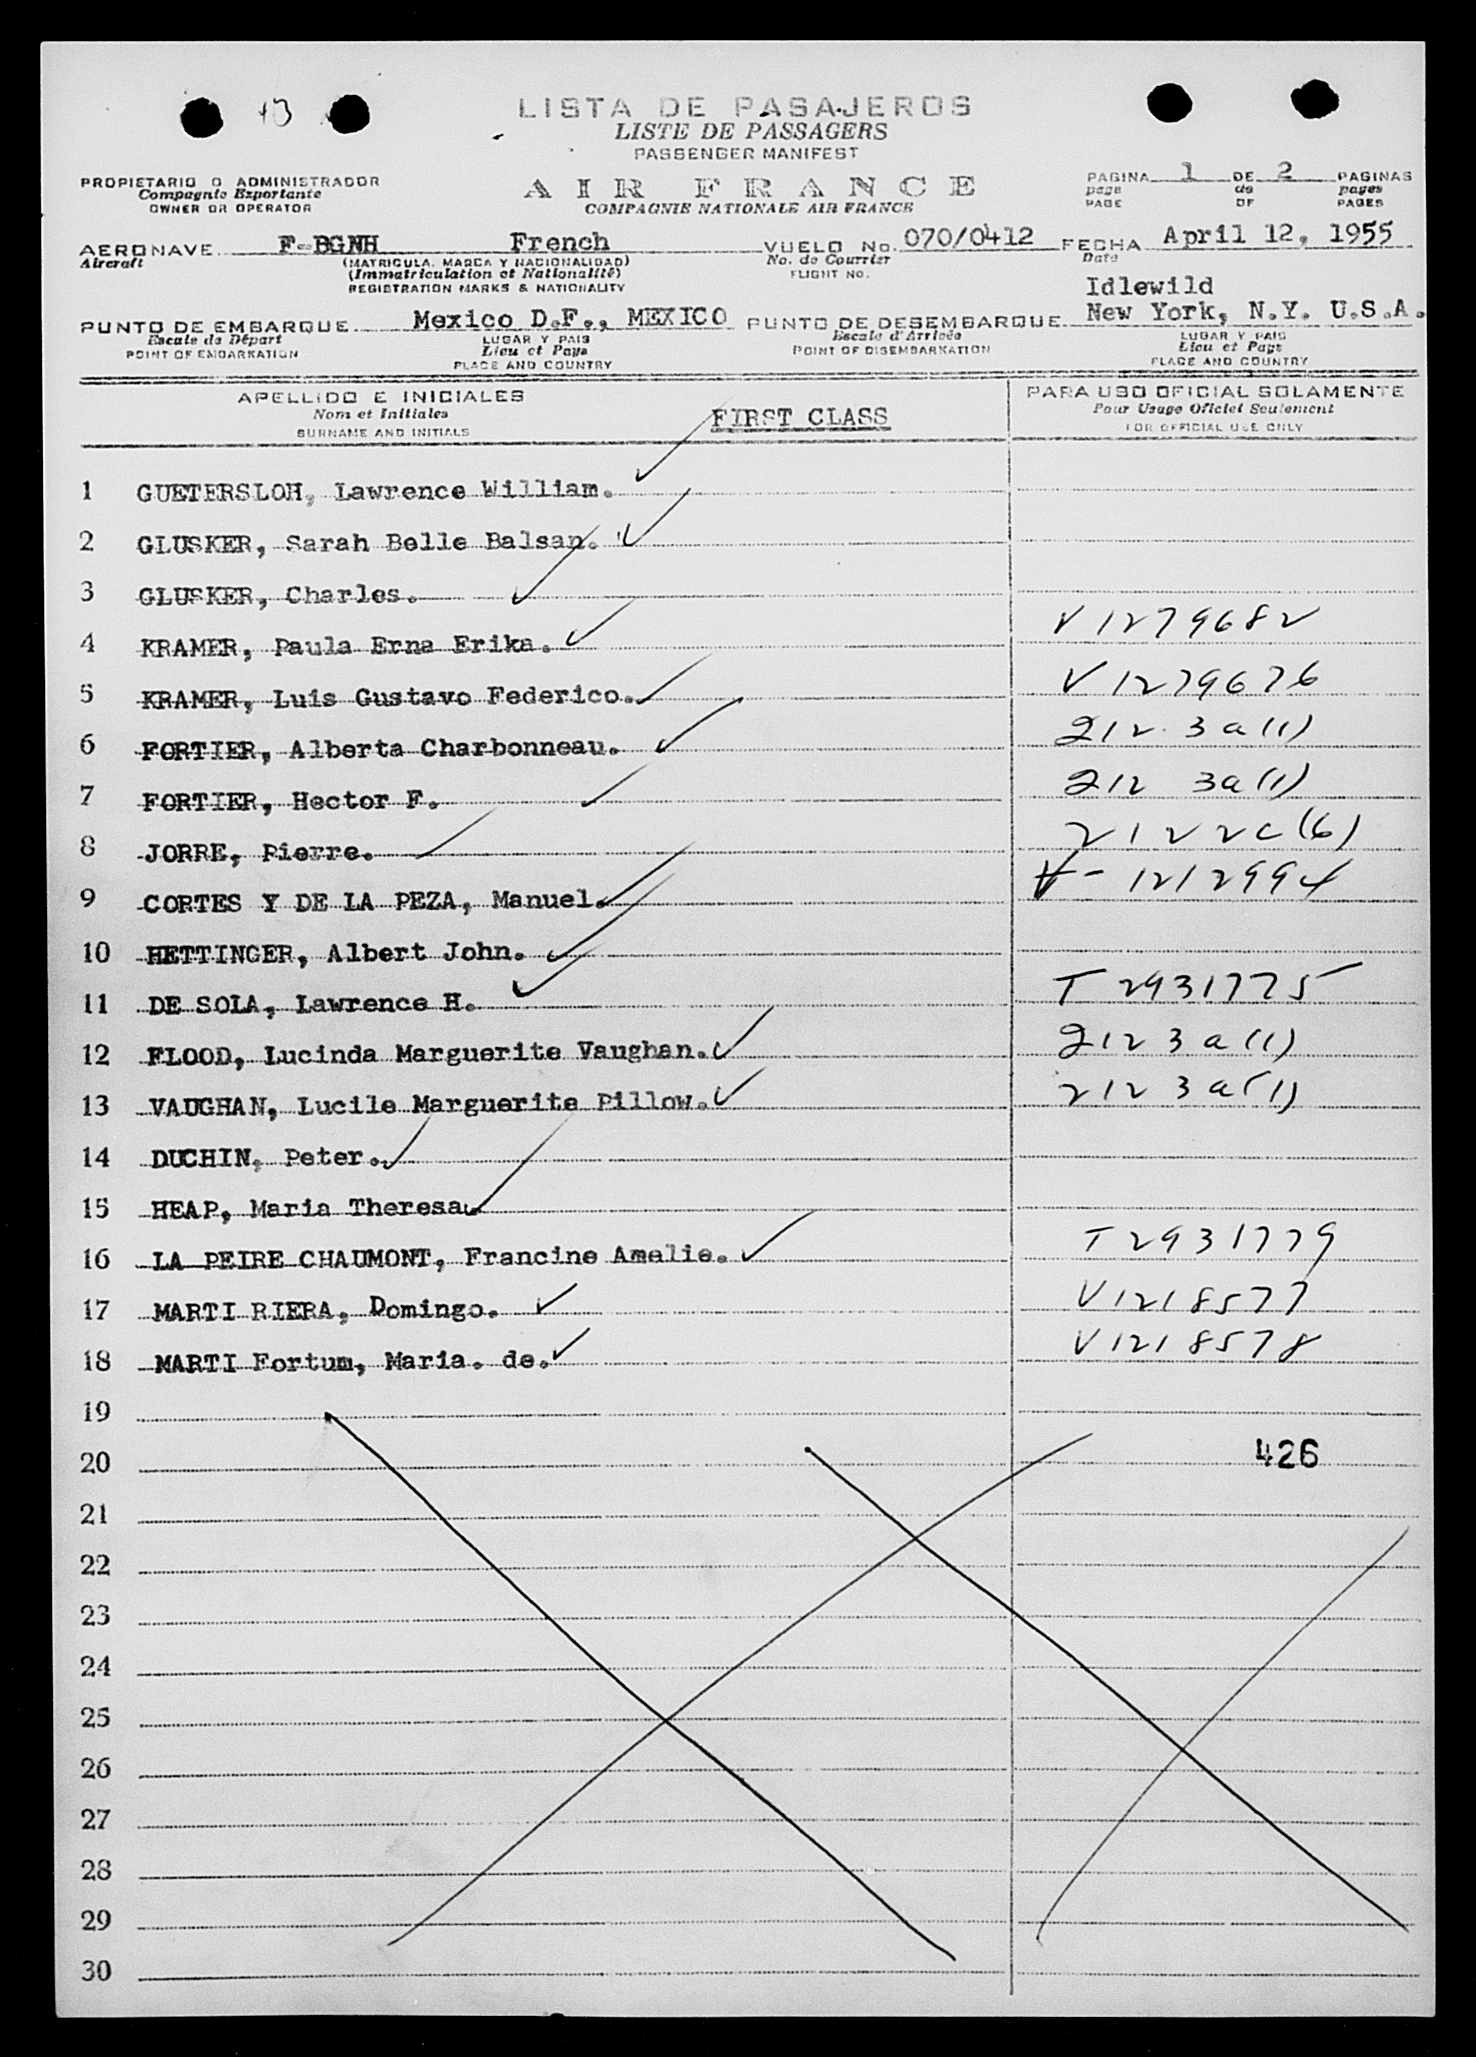 13
LISTA DE PASAJEROS
LISTE DE PASSAGERS
PASSENGER MANIFEST
AIR FRANCE
COMPAGNIE NATIONALE AIR FRANCE
PROPIETARIO O ADMINISTRADOR
Compagnie Exportante
OWNER OR OPERATOR
PAGINA 1 DE 2 PAGINAS
page de pages
PAGE OF PAGES
AERONAVE F-BGNH French VUELO No. 070/0412 FECHA April 12, 1955
Aircraft (MATRICULA, MARCA Y NACIONALIDAD) No. de Courrier Date
(Immatriculation et Nationalité) FLIGHT NO.
REGISTRATION MARKS & NATIONALITY
Idlewild
PUNTO DE EMBARQUE Mexico D.F., MEXICO PUNTO DE DESEMBARQUE New York, N.Y. U.S.A.
Escale de Départ LUGAR Y PAIS Escale d'Arrivée LUGAR Y PAIS
POINT OF EMBARKATION Lieu et Pays POINT OF DISEMBARKATION Lieu et Pays
PLACE AND COUNTRY PLACE AND COUNTRY
APELLIDO E INICIALES PARA USO OFICIAL SOLAMENTE
Nom et Initiales FIRST CLASS Pour Usage Officiel Seulement
SURNAME AND INITIALS FOR OFFICIAL USE ONLY
1 GUETERSLOH, Lawrence William.
2 GLUSKER, Sarah Belle Balsan.
3 GLUSKER, Charles.
4 KRAMER, Paula Erna Erika. V1279682
5 KRAMER, Luis Gustavo Federico. V1279676
6 FORTIER, Alberta Charbonneau. 212 3a(1)
7 FORTIER, Hector F. 212 3a(1)
8 JORRE, Pierre. 212 2c(6)
9 CORTES Y DE LA PEZA, Manuel. V-1212994
10 HETTINGER, Albert John.
11 DE SOLA, Lawrence H. T 2931775
12 FLOOD, Lucinda Marguerite Vaughan. 212 3a(1)
13 VAUGHAN, Lucile Marguerite Pillow. 212 3a(1)
14 DUCHIN, Peter.
15 HEAP, Maria Theresa.
16 LA PEIRE CHAUMONT, Francine Amelie. T2931779
17 MARTI RIERA, Domingo. V1218577
18 MARTI Fortum, Maria. de. V1218578
19
20 426
21
22
23
24
25
26
27
28
29
30